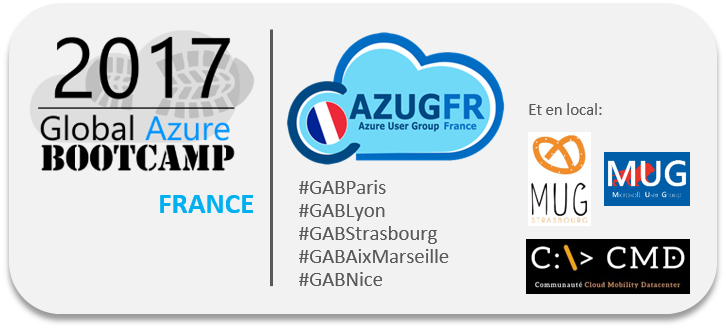 2017
Global Azure
BOOTCAMP
FRANCE
AZUGFR
Azure User Group France
#GABParis
#GABLyon
#GABStrasbourg
#GABAixMarseille
#GABNice
Et en local:
MUG
STRASBOURG
MUG
Microsoft User Group
C:\> CMD
Communauté Cloud Mobility Datacenter